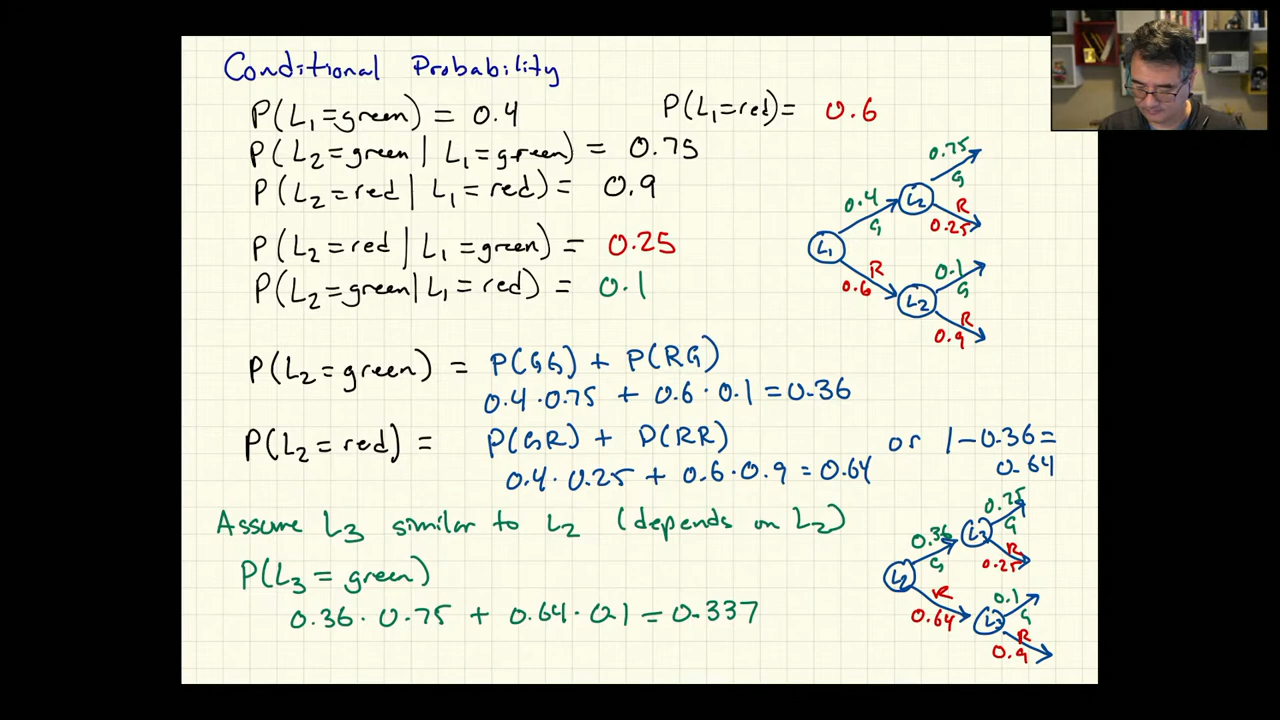 Conditional Probability
P(L₁=green) = 0.4    P(L₁=red)= 0.6
P(L₂=green | L₁=green) = 0.75
P(L₂=red | L₁=red) = 0.9
P(L₂=red | L₁=green) = 0.25
P(L₂=green| L₁=red) = 0.1
0.75
G
0.4
L₂
R
G
0.25
L₁
R
0.1
0.6
G
L₂
R
0.9
P(L₂=green) = P(GG) + P(RG)
0.4 · 0.75 + 0.6 · 0.1 = 0.36
P(L₂=red) = P(GR) + P(RR)    or 1-0.36=
0.4 · 0.25 + 0.6 · 0.9 = 0.64    0.64
Assume L₃ similar to L₂ (depends on L₂)
P(L₃ = green)
0.36 · 0.75 + 0.64 · 0.1 = 0.337
0.75
G
0.36
L₃
R
G
0.25
L₂
R
0.1
0.64
G
L₃
R
0.9